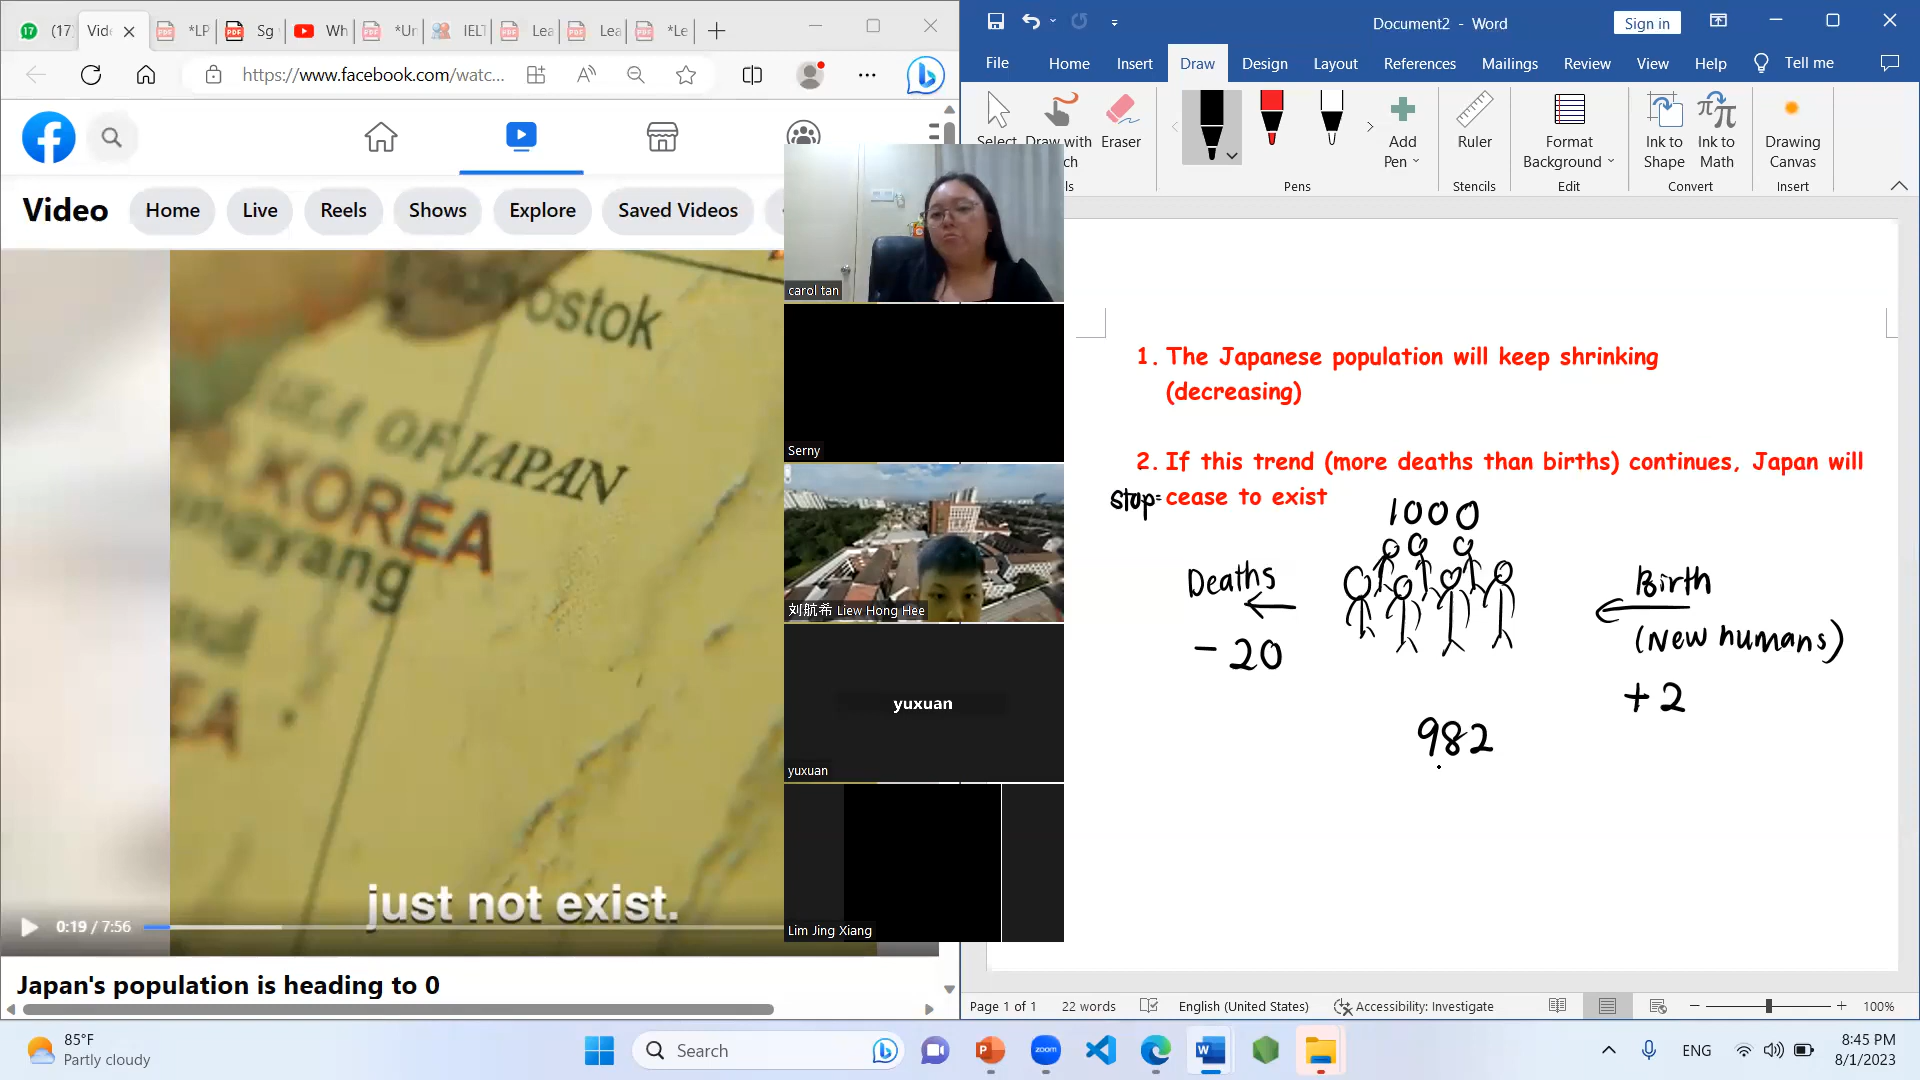 (17)
Vid
*LP
Sg
Wh
*Ur
IELT
Lea
Lea
*Le
https://www.facebook.com/watc...
Video
Home
Live
Reels
Shows
Explore
Saved Videos
ostok
SEA OF JAPAN
KOREA
just not exist.
0:19 / 7:56
Japan's population is heading to 0
carol tan
Serny
刘航希 Liew Hong Hee
yuxuan
yuxuan
Lim Jing Xiang
Document2 - Word
Sign in
File
Home
Insert
Draw
Design
Layout
References
Mailings
Review
View
Help
Tell me
Select
Draw with
Eraser
Add
Pen
Ruler
Format
Background
Ink to
Shape
Ink to
Math
Drawing
Canvas
Pens
Stencils
Edit
Convert
Insert
1. The Japanese population will keep shrinking
(decreasing)
2. If this trend (more deaths than births) continues, Japan will
Stop = cease to exist
1000
Deaths
- 20
Birth
(New humans)
+ 2
982
Page 1 of 1
22 words
English (United States)
Accessibility: Investigate
100%
85°F
Partly cloudy
Search
zoom
ENG
8:45 PM
8/1/2023